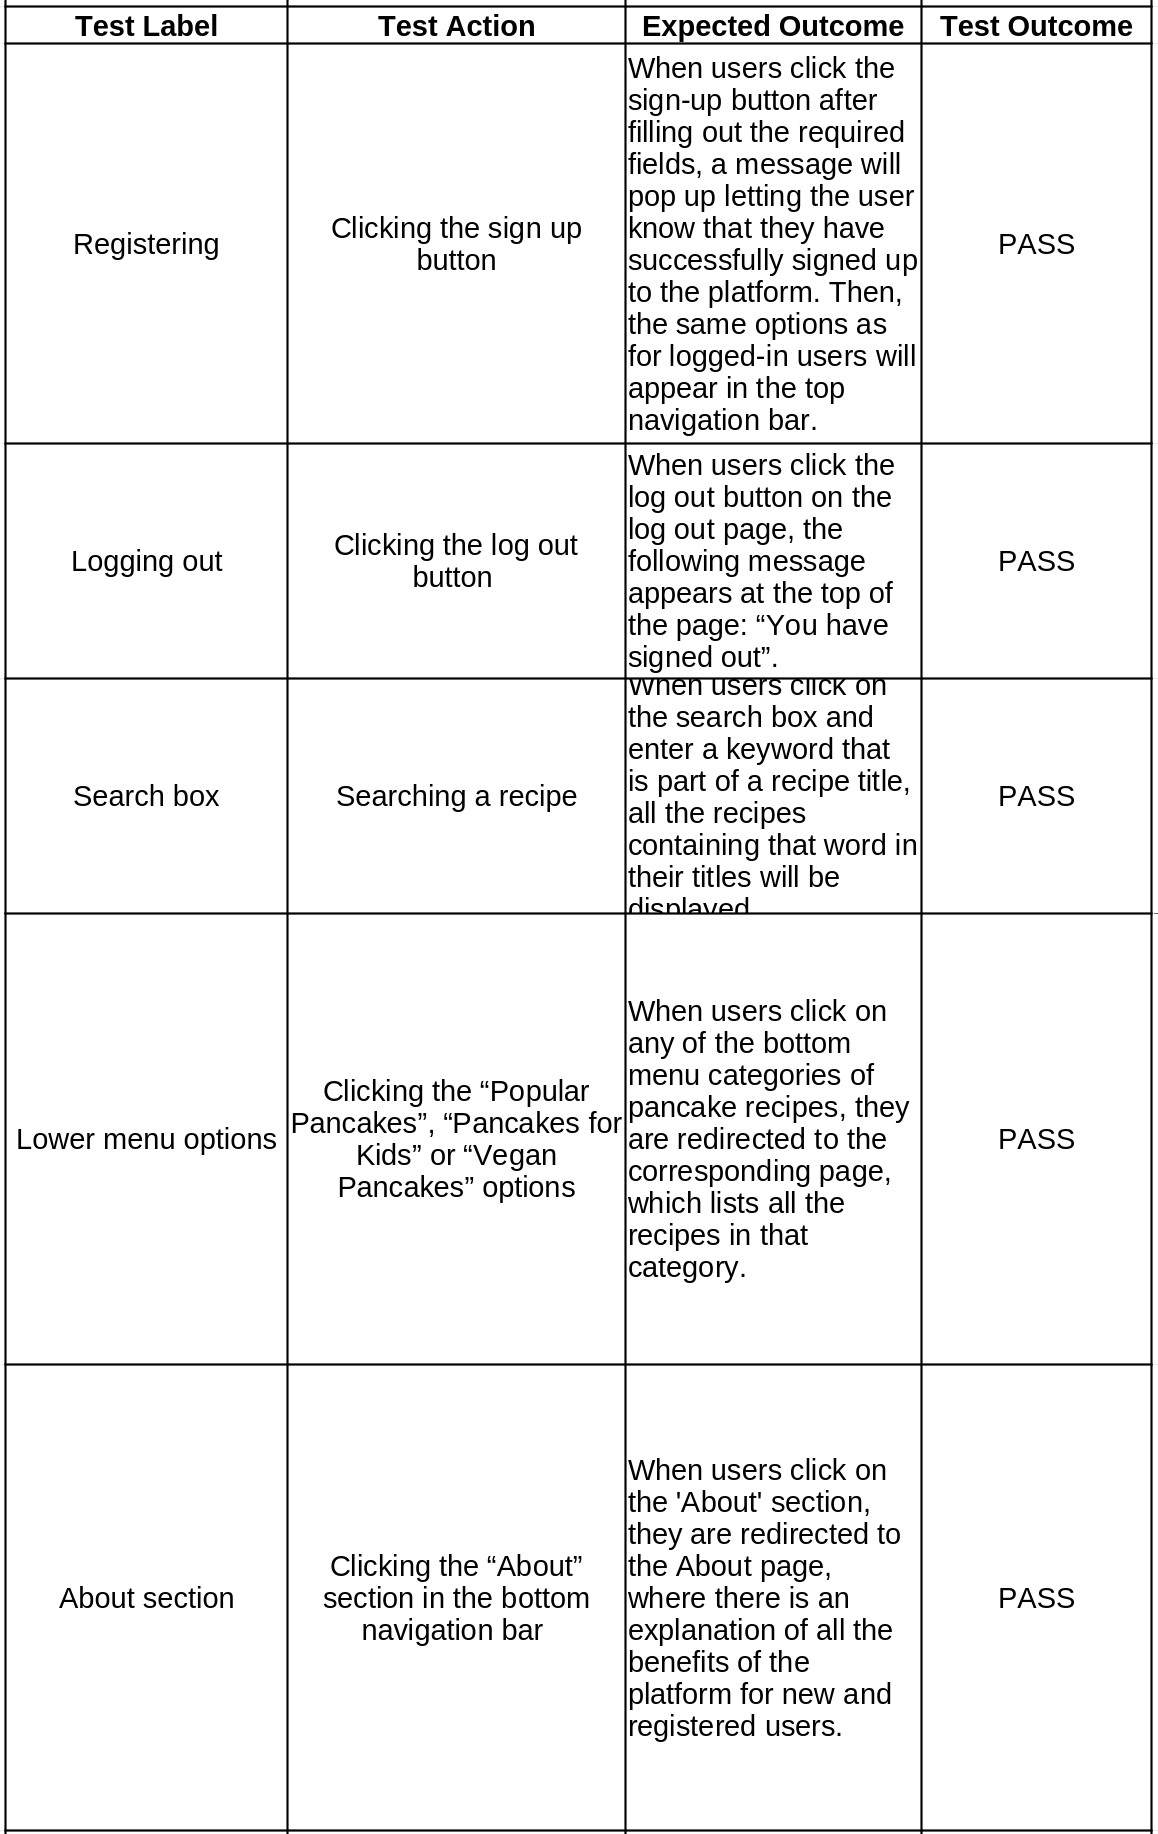 Test Label Test Action Expected Outcome Test Outcome
Registering
Clicking the sign up
button
When users click the
sign-up button after
filling out the required
fields, a message will
pop up letting the user
know that they have
successfully signed up
to the platform. Then,
the same options as
for logged-in users will
appear in the top
navigation bar.
PASS
Logging out
Clicking the log out
button
When users click the
log out button on the
log out page, the
following message
appears at the top of
the page: “You have
signed out”.
PASS
Search box
Searching a recipe
When users click on
the search box and
enter a keyword that
is part of a recipe title,
all the recipes
containing that word in
their titles will be
displayed
PASS
Lower menu options
Clicking the “Popular
Pancakes”, “Pancakes for
Kids” or “Vegan
Pancakes” options
When users click on
any of the bottom
menu categories of
pancake recipes, they
are redirected to the
corresponding page,
which lists all the
recipes in that
category.
PASS
About section
Clicking the “About”
section in the bottom
navigation bar
When users click on
the 'About' section,
they are redirected to
the About page,
where there is an
explanation of all the
benefits of the
platform for new and
registered users.
PASS